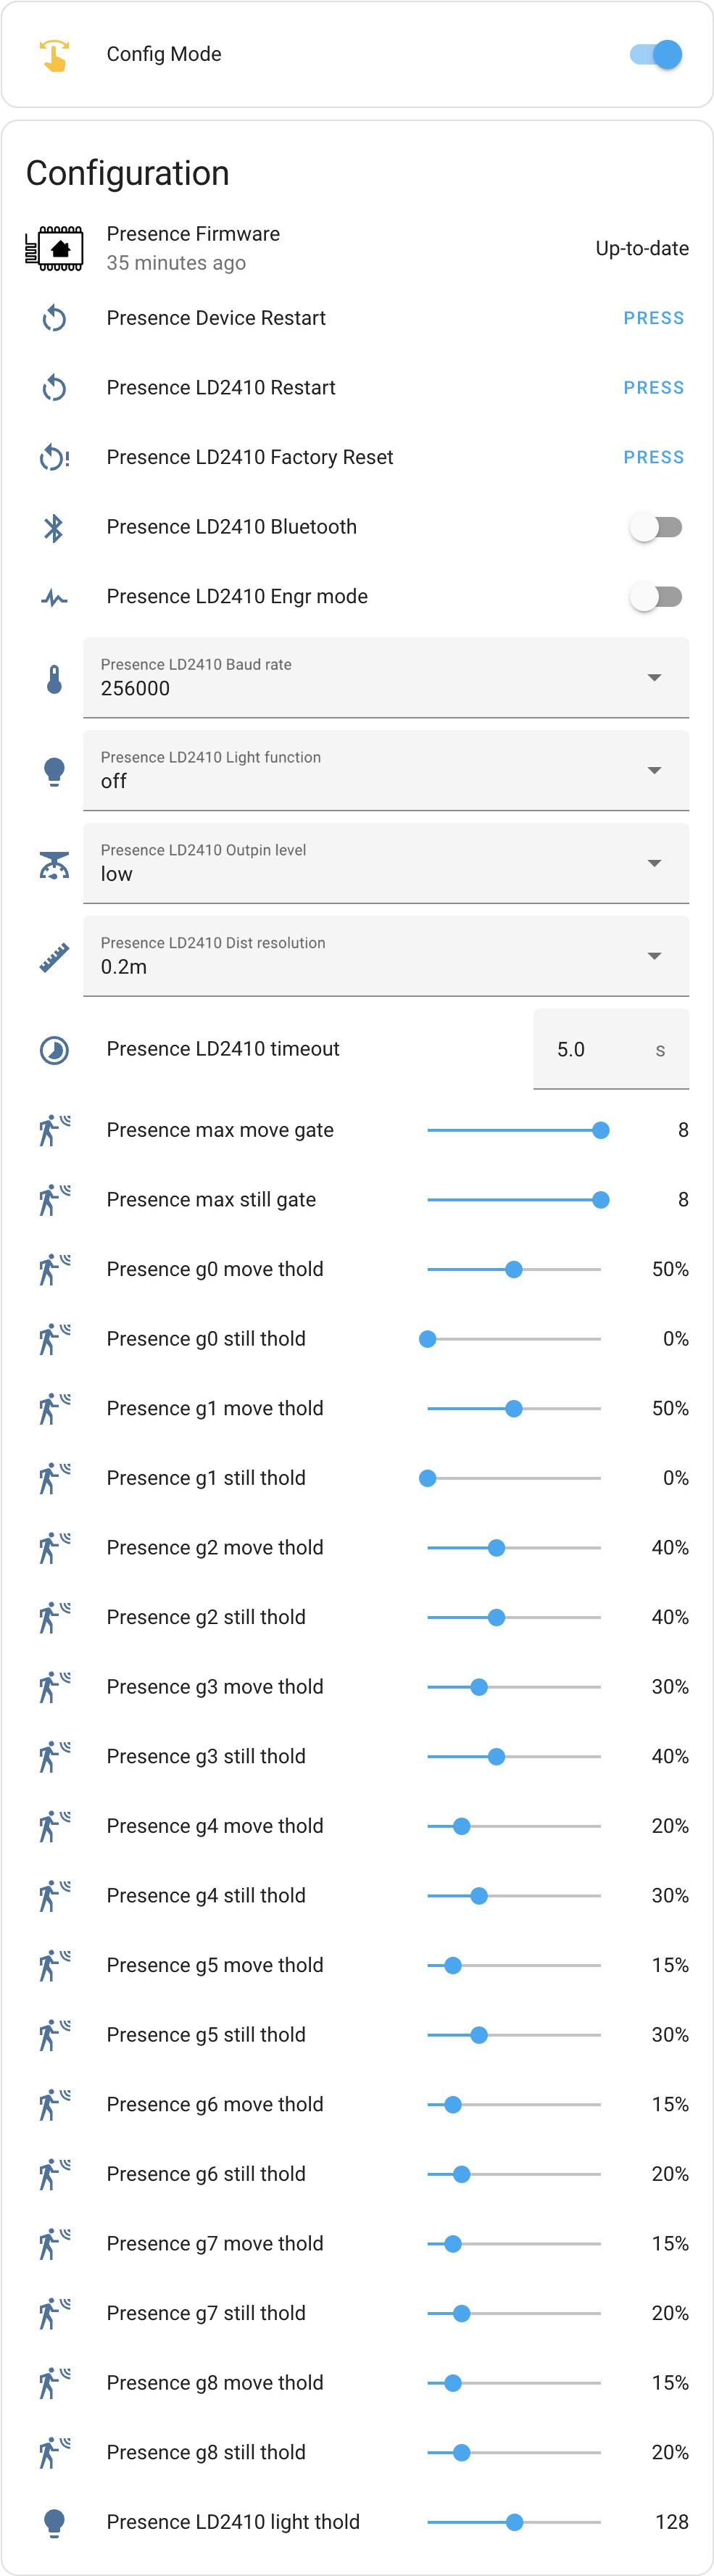 Config Mode
Configuration
Presence Firmware
35 minutes ago
Up-to-date
Presence Device Restart PRESS
Presence LD2410 Restart PRESS
Presence LD2410 Factory Reset PRESS
Presence LD2410 Bluetooth
Presence LD2410 Engr mode
Presence LD2410 Baud rate
256000
Presence LD2410 Light function
off
Presence LD2410 Outpin level
low
Presence LD2410 Dist resolution
0.2m
Presence LD2410 timeout 5.0 s
Presence max move gate 8
Presence max still gate 8
Presence g0 move thold 50%
Presence g0 still thold 0%
Presence g1 move thold 50%
Presence g1 still thold 0%
Presence g2 move thold 40%
Presence g2 still thold 40%
Presence g3 move thold 30%
Presence g3 still thold 40%
Presence g4 move thold 20%
Presence g4 still thold 30%
Presence g5 move thold 15%
Presence g5 still thold 30%
Presence g6 move thold 15%
Presence g6 still thold 20%
Presence g7 move thold 15%
Presence g7 still thold 20%
Presence g8 move thold 15%
Presence g8 still thold 20%
Presence LD2410 light thold 128